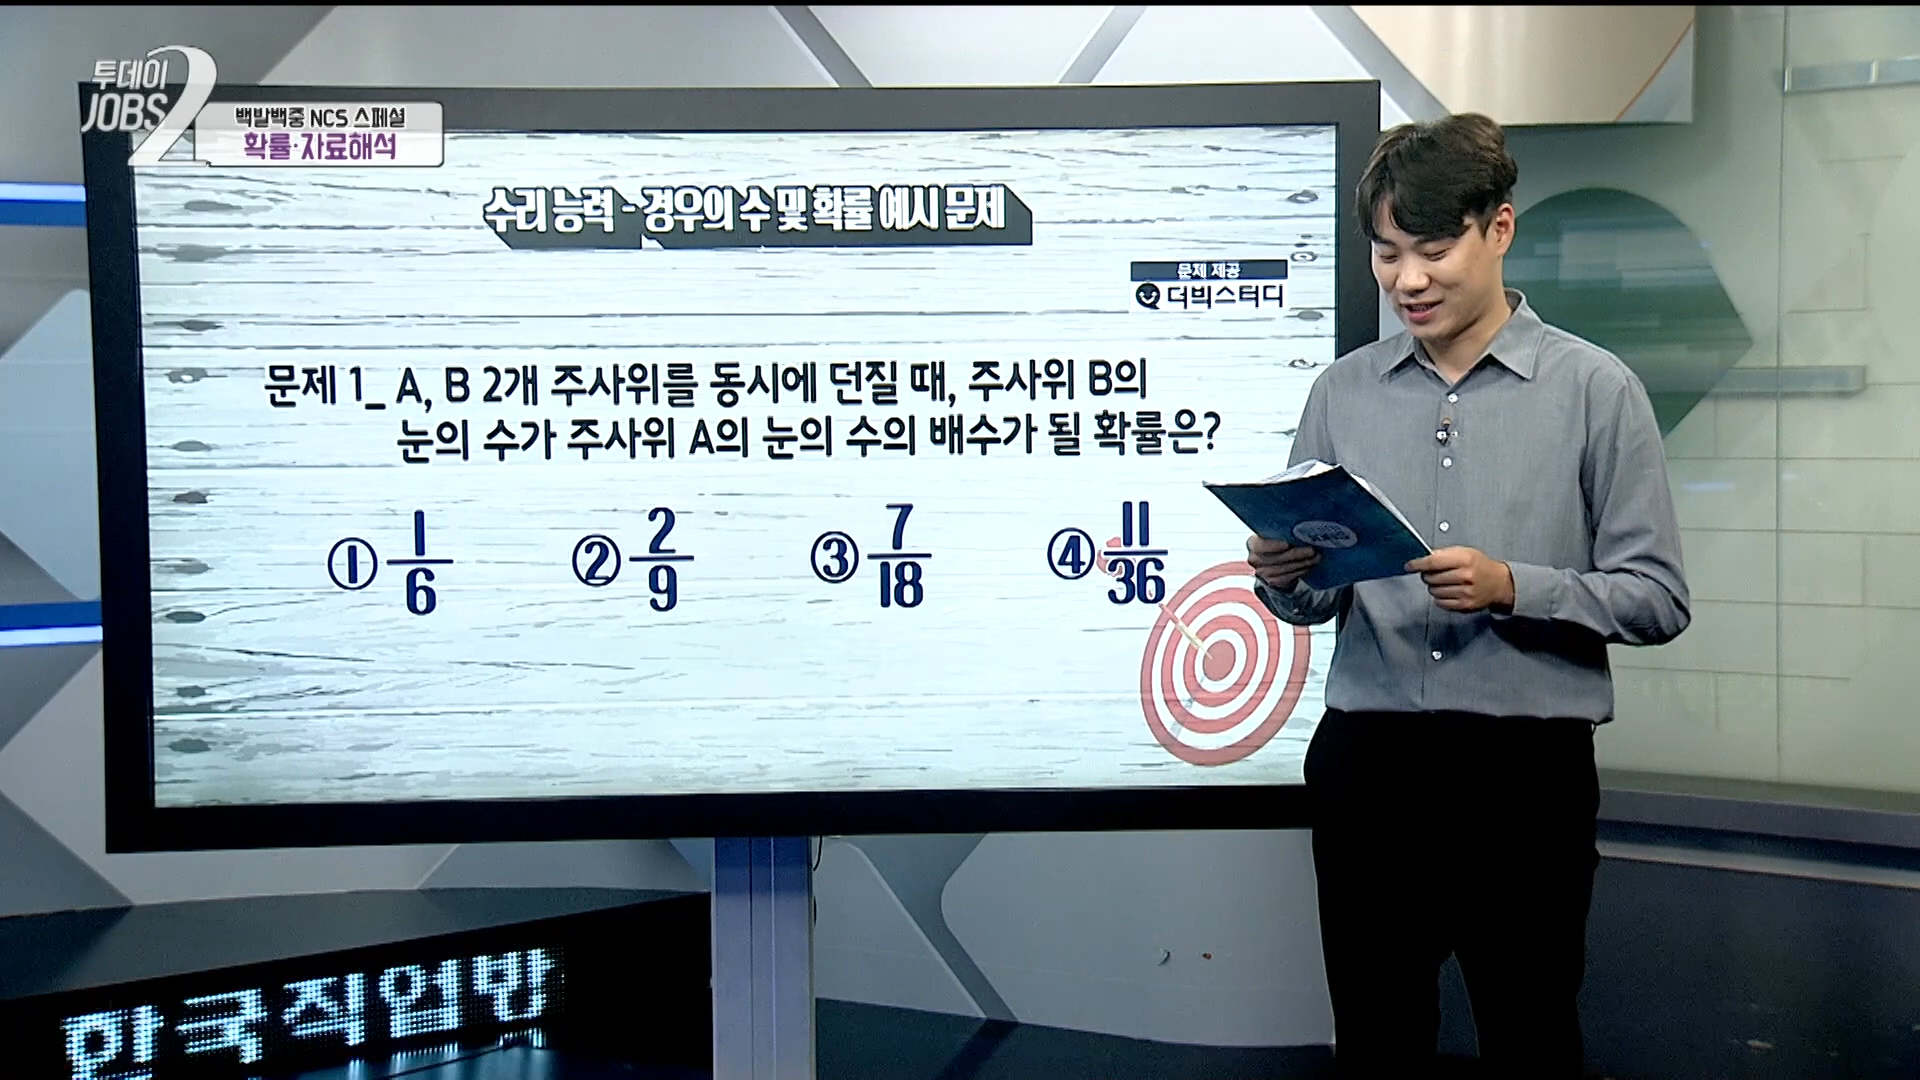 투데이
JOBS 2
백발백중 NCS 스페셜
확률·자료해석
수리 능력 - 경우의 수 및 확률 예시 문제
문제 제공
더빅스터디
문제 1_ A, B 2개 주사위를 동시에 던질 때, 주사위 B의
눈의 수가 주사위 A의 눈의 수의 배수가 될 확률은?
① 1/6 ② 2/9 ③ 7/18 ④ 11/36
한국직업방